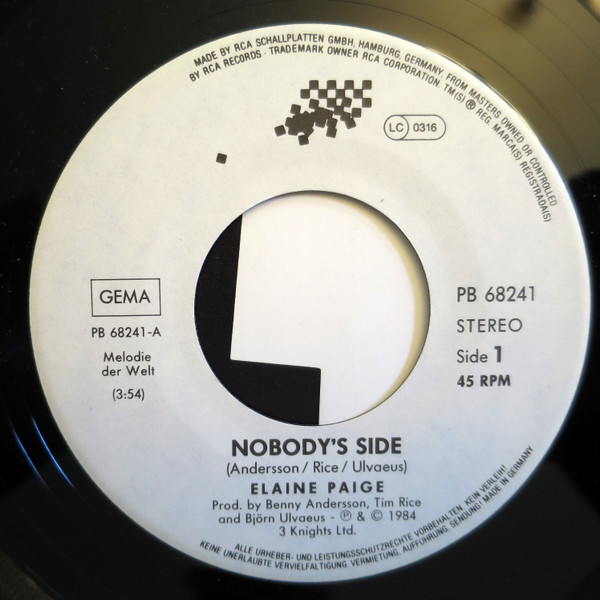 MADE BY RCA SCHALLPLATTEN GMBH, HAMBURG, GERMANY, FROM MASTERS OWNED OR CONTROLLED
BY RCA RECORDS · TRADEMARK OWNER RCA CORPORATION, TM(S) ® REG. MARCA(S) REGISTRADA(S)
LC 0316
GEMA
PB 68241-A
Melodie
der Welt
(3:54)
PB 68241
STEREO
Side 1
45 RPM
NOBODY'S SIDE
(Andersson / Rice / Ulvaeus)
ELAINE PAIGE
Prod. by Benny Andersson, Tim Rice
and Björn Ulvaeus - ℗ & © 1984
3 Knights Ltd.
ALLE URHEBER- UND LEISTUNGSSCHUTZRECHTE VORBEHALTEN. KEIN VERLEIH!
KEINE UNERLAUBTE VERVIELFÄLTIGUNG, VERMIETUNG, AUFFÜHRUNG, SENDUNG! MADE IN GERMANY